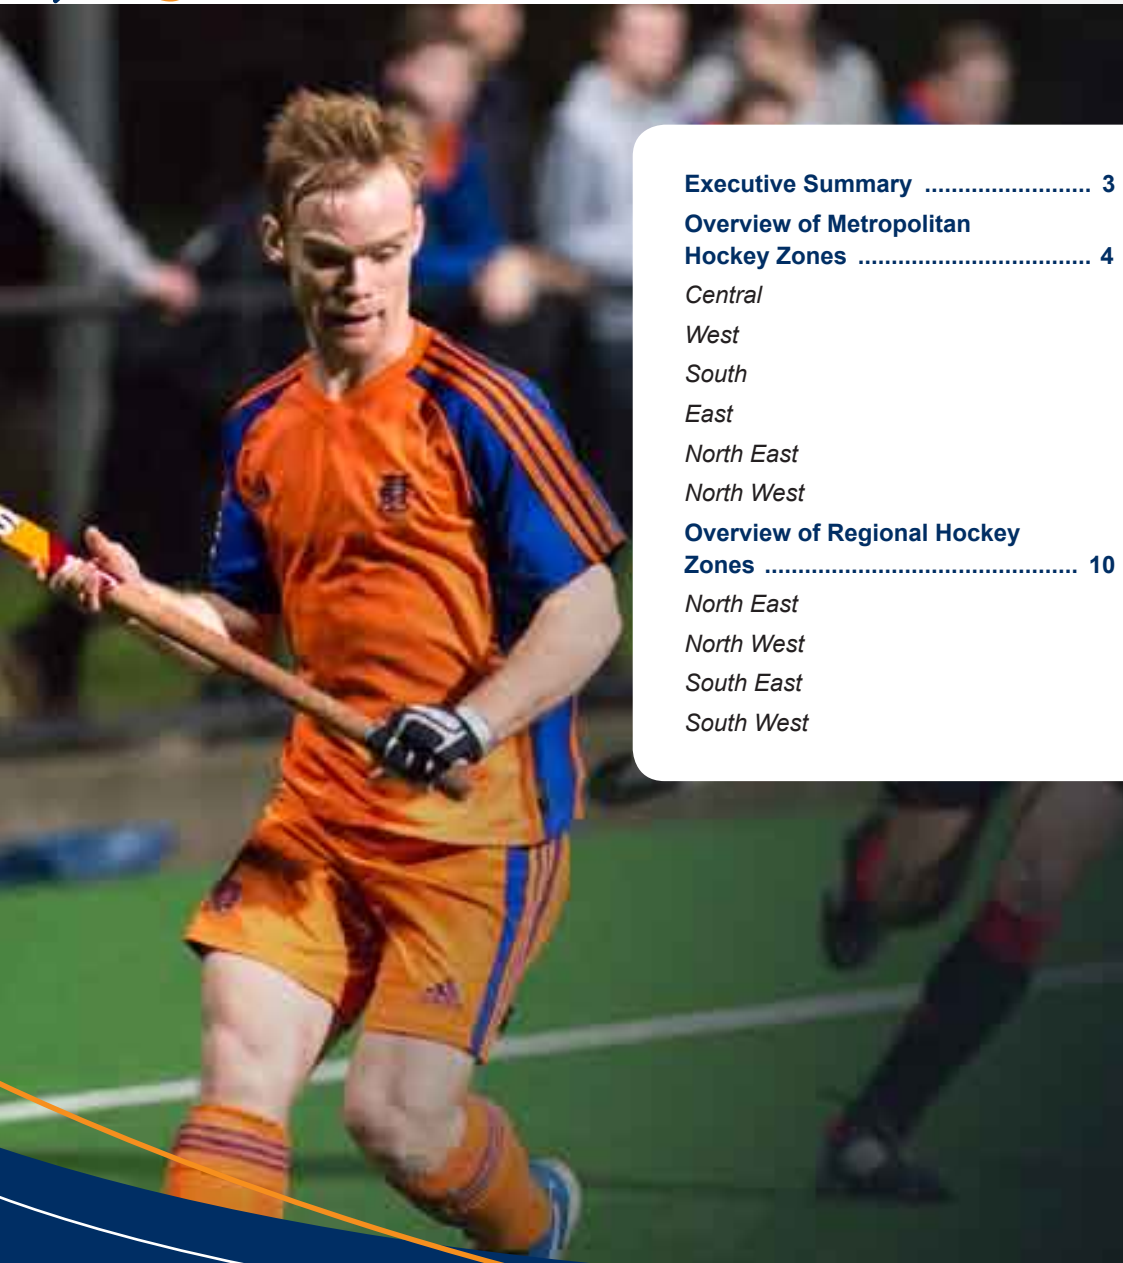 Executive Summary ......................... 3
Overview of Metropolitan
Hockey Zones ................................... 4
Central
West
South
East
North East
North West
Overview of Regional Hockey
Zones ............................................... 10
North East
North West
South East
South West